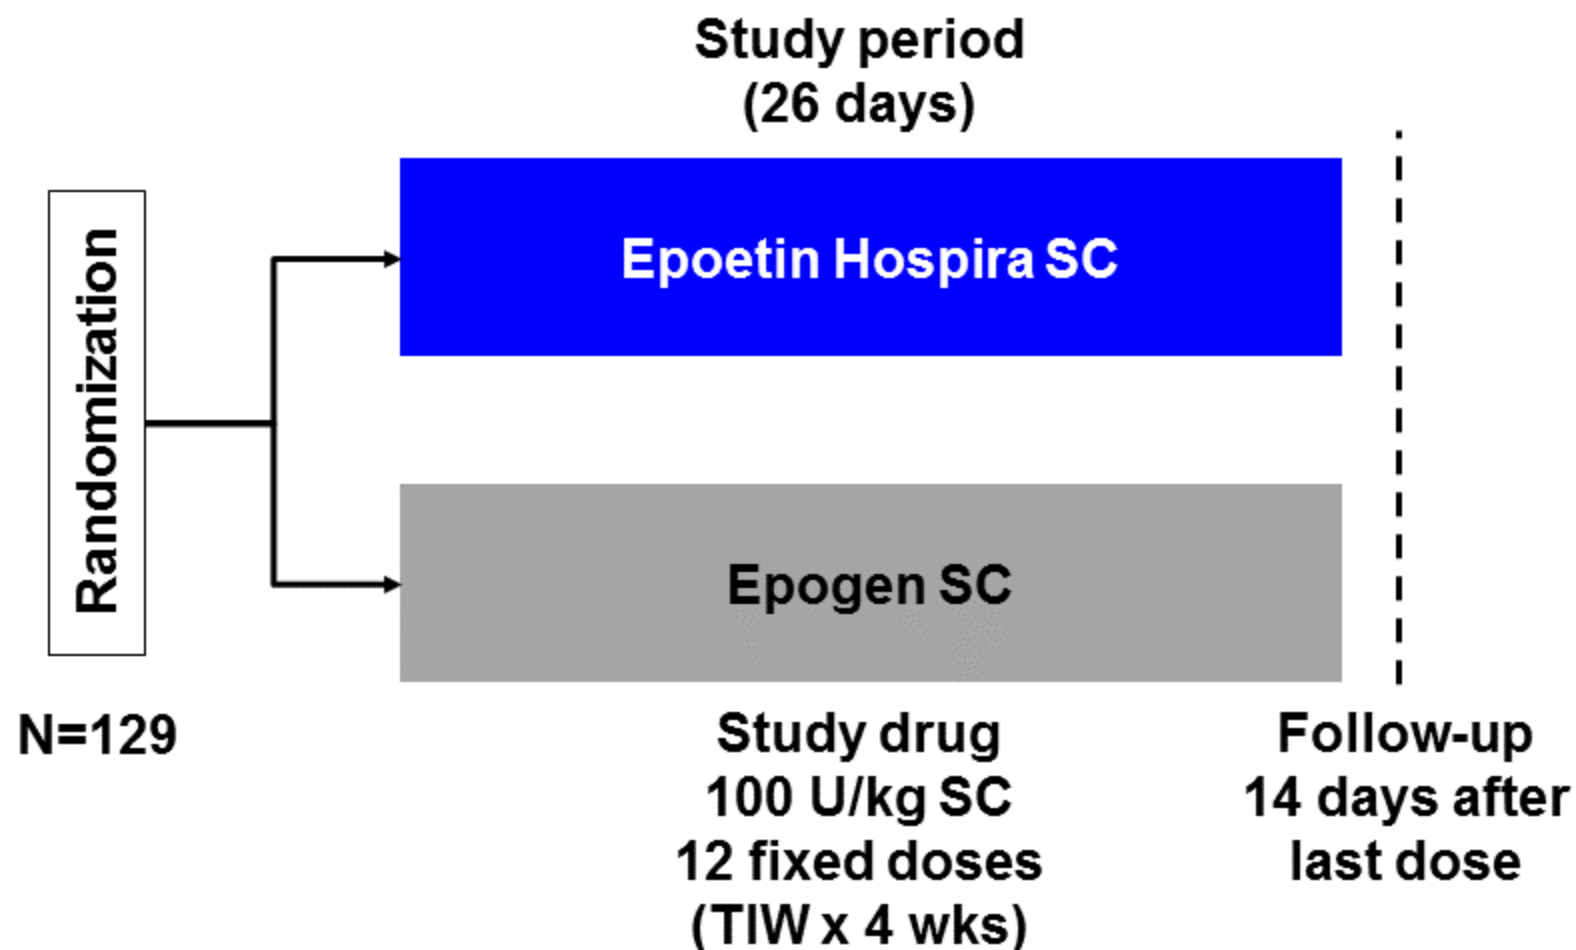 Study period
(26 days)
Randomization
Epoetin Hospira SC
Epogen SC
N=129
Study drug
100 U/kg SC
12 fixed doses
(TIW x 4 wks)
Follow-up
14 days after
last dose